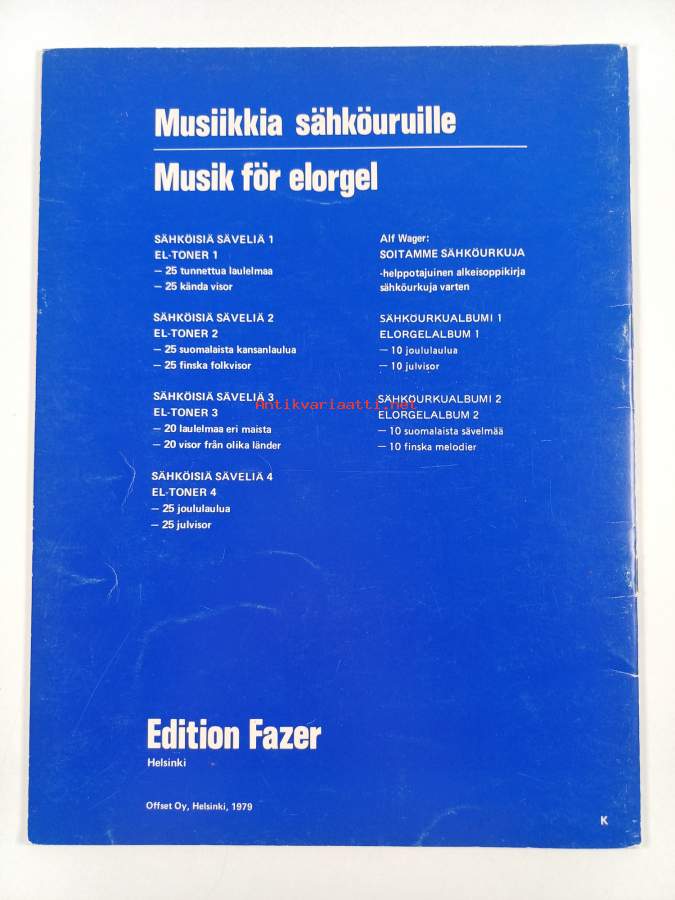 Musiikkia sähköuruille
Musik för elorgel
SÄHKÖISIÄ SÄVELIÄ 1
EL-TONER 1
— 25 tunnettua laulelmaa
— 25 kända visor
SÄHKÖISIÄ SÄVELIÄ 2
EL-TONER 2
— 25 suomalaista kansanlaulua
— 25 finska folkvisor
SÄHKÖISIÄ SÄVELIÄ 3
EL-TONER 3
— 20 laulelmaa eri maista
— 20 visor från olika länder
SÄHKÖISIÄ SÄVELIÄ 4
EL-TONER 4
— 25 joululaulua
— 25 julvisor
Alf Wager:
SOITAMME SÄHKÖURKUJA
-helppotajuinen alkeisoppikirja
sähköurkuja varten
SÄHKÖURKUALBUMI 1
ELORGELALBUM 1
— 10 joululaulua
— 10 julvisor
SÄHKÖURKUALBUMI 2
ELORGELALBUM 2
— 10 suomalaista sävelmää
— 10 finska melodier
Antikvariaatti.net
Edition Fazer
Helsinki
Offset Oy, Helsinki, 1979
K